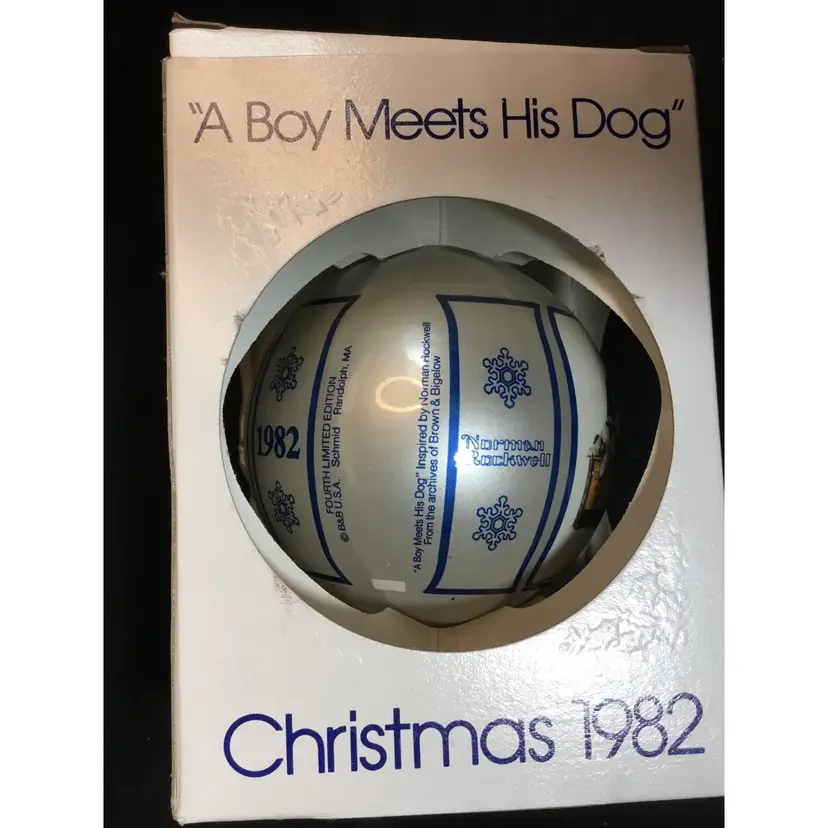 "A Boy Meets His Dog"
1982
FOURTH LIMITED EDITION
© B&B U.S.A. Schmid Randolph, MA
"A Boy Meets His Dog" Inspired by Norman Rockwell
From the archives of Brown & Bigelow
Norman
Rockwell
Christmas 1982